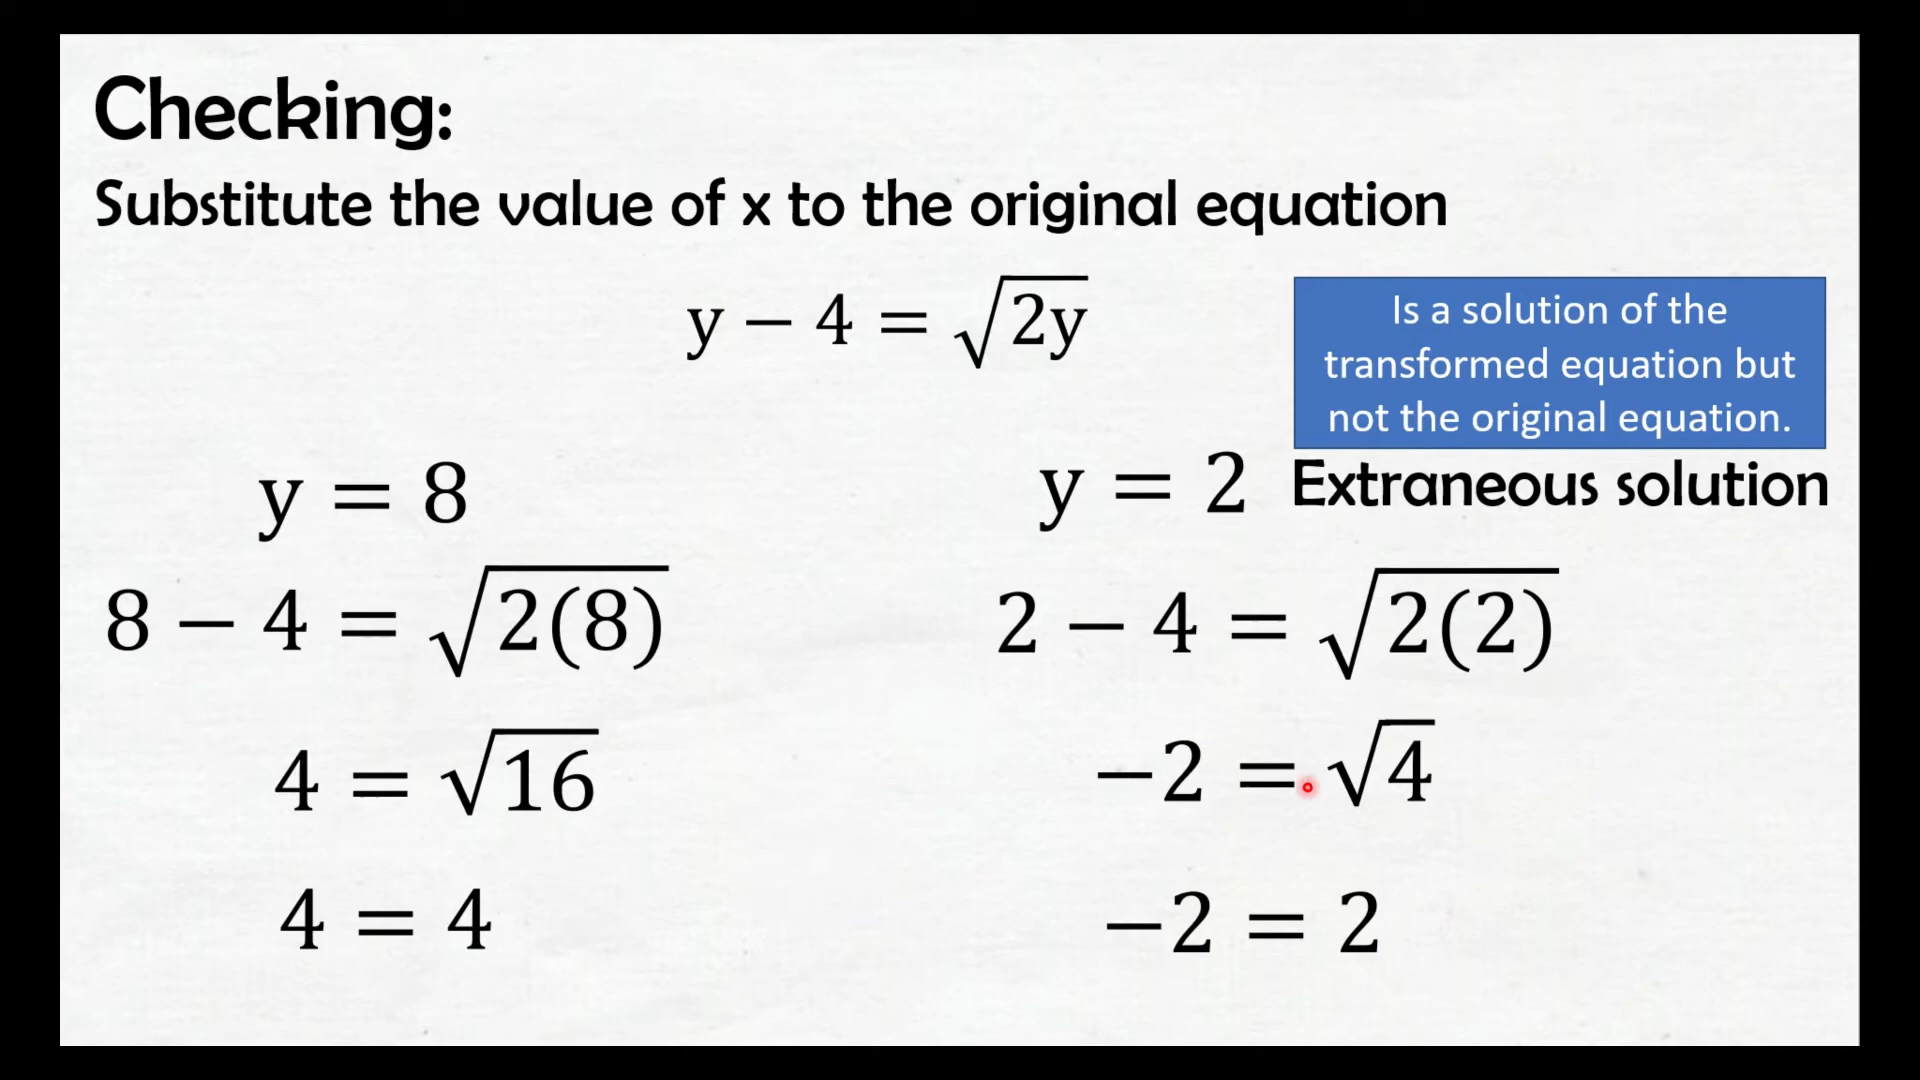 Checking:
Substitute the value of x to the original equation
y − 4 = √2y
Is a solution of the
transformed equation but
not the original equation.
y = 8
y = 2
Extraneous solution
8 − 4 = √2(8)
2 − 4 = √2(2)
4 = √16
−2 = √4
4 = 4
−2 = 2